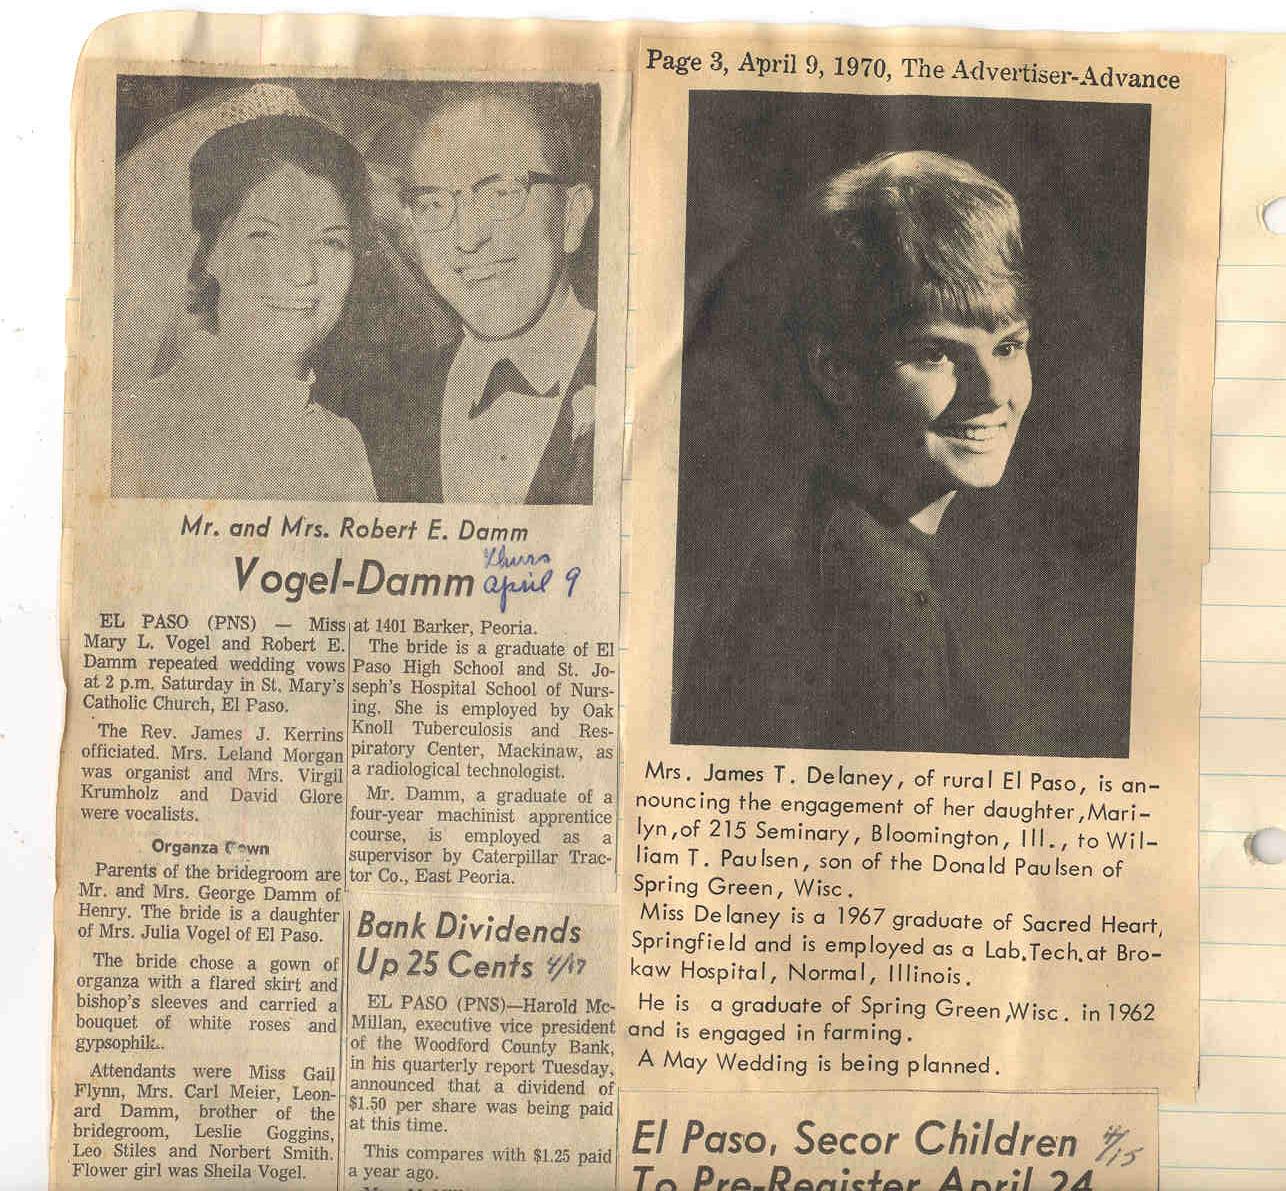 Mr. and Mrs. Robert E. Damm
Vogel-Damm
Thurs
April 9
EL PASO (PNS) — Miss
Mary L. Vogel and Robert E.
Damm repeated wedding vows
at 2 p.m. Saturday in St. Mary's
Catholic Church, El Paso.
The Rev. James J. Kerrins
officiated. Mrs. Leland Morgan
was organist and Mrs. Virgil
Krumholz and David Glore
were vocalists.
Organza Gown
Parents of the bridegroom are
Mr. and Mrs. George Damm of
Henry. The bride is a daughter
of Mrs. Julia Vogel of El Paso.
The bride chose a gown of
organza with a flared skirt and
bishop's sleeves and carried a
bouquet of white roses and
gypsophik..
Attendants were Miss Gail
Flynn, Mrs. Carl Meier, Leon-
ard Damm, brother of the
bridegroom, Leslie Goggins,
Leo Stiles and Norbert Smith.
Flower girl was Sheila Vogel.
at 1401 Barker, Peoria.
The bride is a graduate of El
Paso High School and St. Jo-
seph's Hospital School of Nurs-
ing. She is employed by Oak
Knoll Tuberculosis and Res-
piratory Center, Mackinaw, as
a radiological technologist.
Mr. Damm, a graduate of a
four-year machinist apprentice
course, is employed as a
supervisor by Caterpillar Trac-
tor Co., East Peoria.
Bank Dividends
Up 25 Cents 4/17
EL PASO (PNS)—Harold Mc-
Millan, executive vice president
of the Woodford County Bank,
in his quarterly report Tuesday,
announced that a dividend of
$1.50 per share was being paid
at this time.
This compares with $1.25 paid
a year ago.
Page 3, April 9, 1970, The Advertiser-Advance
Mrs. James T. Delaney, of rural El Paso, is an-
nouncing the engagement of her daughter,Mari-
lyn,of 215 Seminary, Bloomington, Ill., to Wil-
liam T. Paulsen, son of the Donald Paulsen of
Spring Green, Wisc.
Miss Delaney is a 1967 graduate of Sacred Heart,
Springfield and is employed as a Lab.Tech.at Bro-
kaw Hospital, Normal, Illinois.
He is a graduate of Spring Green,Wisc. in 1962
and is engaged in farming.
A May Wedding is being planned.
El Paso, Secor Children 4/15
To Pre-Register April 24